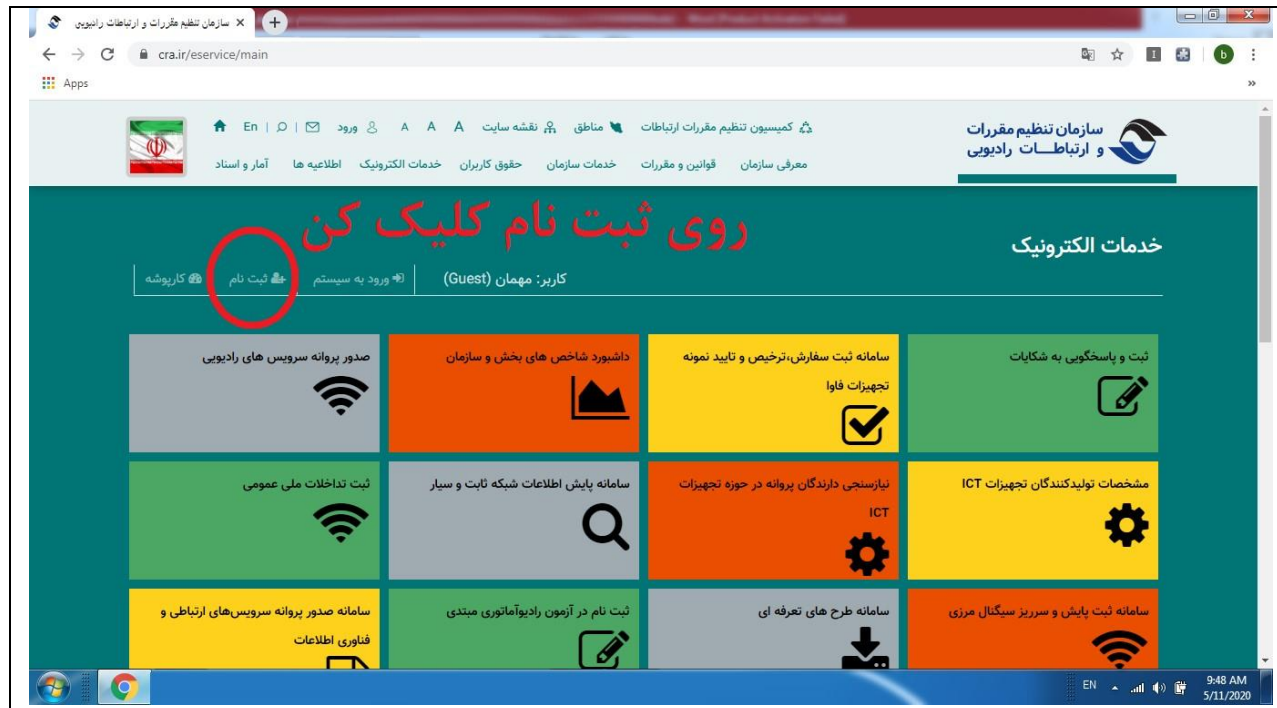 سازمان تنظیم مقررات و ارتباطات رادیویی
cra.ir/eservice/main
b
Apps
»
سازمان تنظیم مقررات
و ارتباطــات رادیویی
کمیسیون تنظیم مقررات ارتباطات
مناطق
نقشه سایت
A A A
ورود
En
معرفی سازمان
قوانین و مقررات
خدمات سازمان
حقوق کاربران
خدمات الکترونیک
اطلاعیه ها
آمار و اسناد
روی ثبت نام کلیک کن
خدمات الکترونیک
کاربر: مهمان (Guest)
ورود به سیستم
ثبت نام
کارپوشه
ثبت و پاسخگویی به شکایات
سامانه ثبت سفارش،ترخیص و تایید نمونه
تجهیزات فاوا
داشبورد شاخص های بخش و سازمان
صدور پروانه سرویس های رادیویی
مشخصات تولیدکنندگان تجهیزات ICT
نیازسنجی دارندگان پروانه در حوزه تجهیزات
ICT
سامانه پایش اطلاعات شبکه ثابت و سیار
ثبت تداخلات ملی عمومی
سامانه ثبت پایش و سرریز سیگنال مرزی
سامانه طرح های تعرفه ای
ثبت نام در آزمون رادیوآماتوری مبتدی
سامانه صدور پروانه سرویس‌های ارتباطی و
فناوری اطلاعات
EN
9:48 AM
5/11/2020